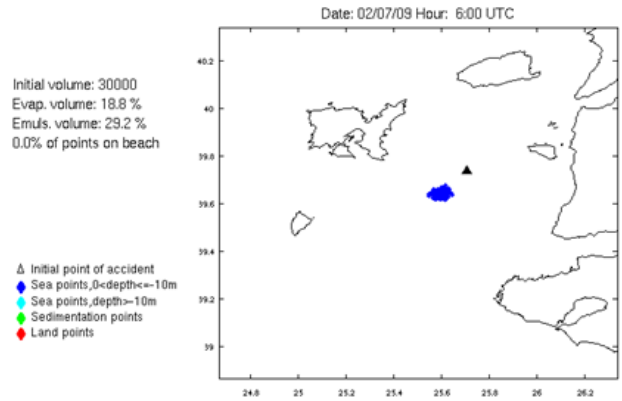 Date: 02/07/09 Hour: 6:00 UTC
Initial volume: 30000
Evap. volume: 18.8 %
Emuls. volume: 29.2 %
0.0% of points on beach
Initial point of accident
Sea points,0<depth<=-10m
Sea points,depth>-10m
Sedimentation points
Land points
40.2
40
39.8
39.6
39.4
39.2
39
24.8 25 25.2 25.4 25.6 25.8 26 26.2